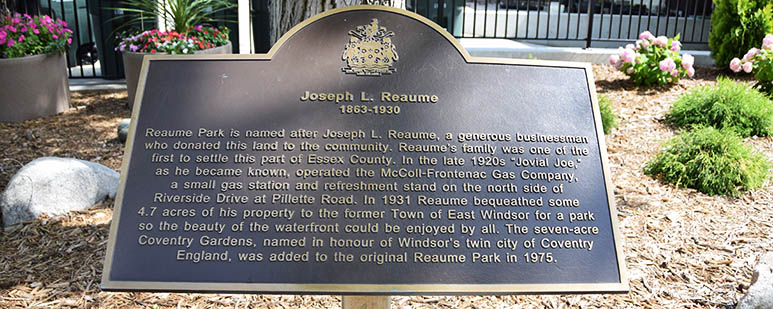 Joseph L. Reaume
1863-1930
Reaume Park is named after Joseph L. Reaume, a generous businessman
who donated this land to the community. Reaume's family was one of the
first to settle this part of Essex County. In the late 1920s "Jovial Joe,"
as he became known, operated the McColl-Frontenac Gas Company,
a small gas station and refreshment stand on the north side of
Riverside Drive at Pillette Road. In 1931 Reaume bequeathed some
4.7 acres of his property to the former Town of East Windsor for a park
so the beauty of the waterfront could be enjoyed by all. The seven-acre
Coventry Gardens, named in honour of Windsor's twin city of Coventry
England, was added to the original Reaume Park in 1975.